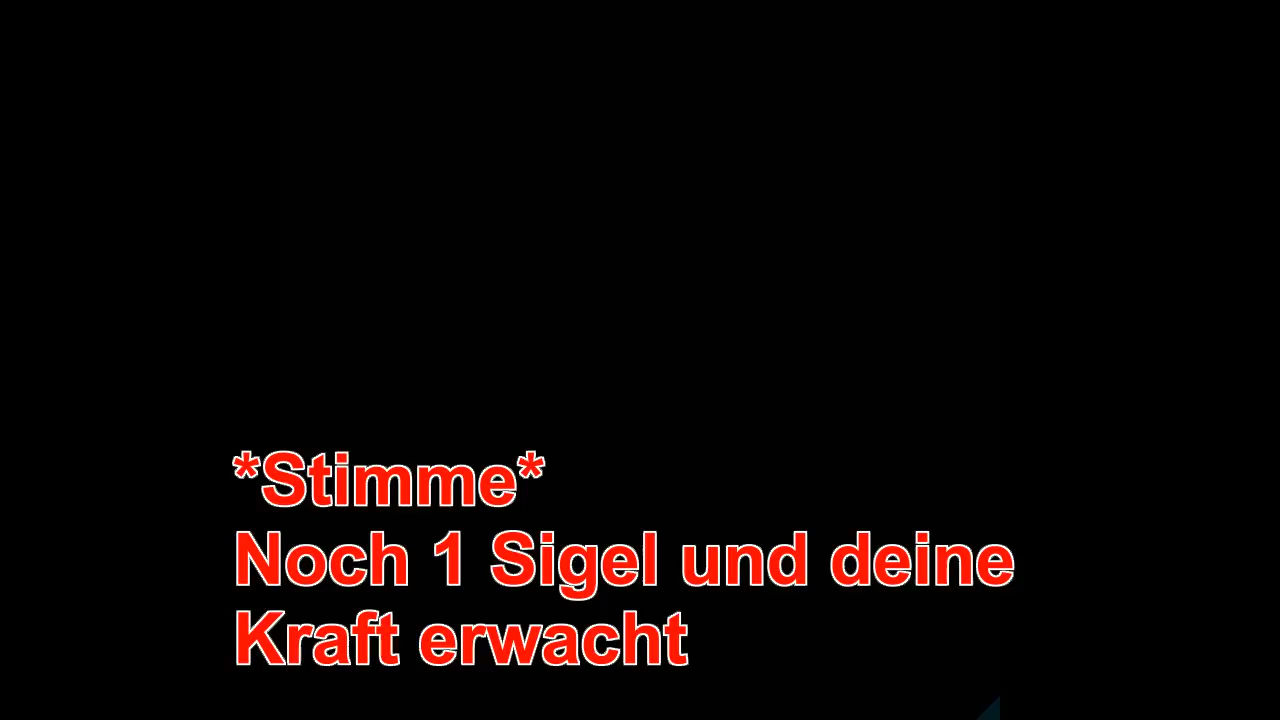 *Stimme*
Noch 1 Sigel und deine
Kraft erwacht